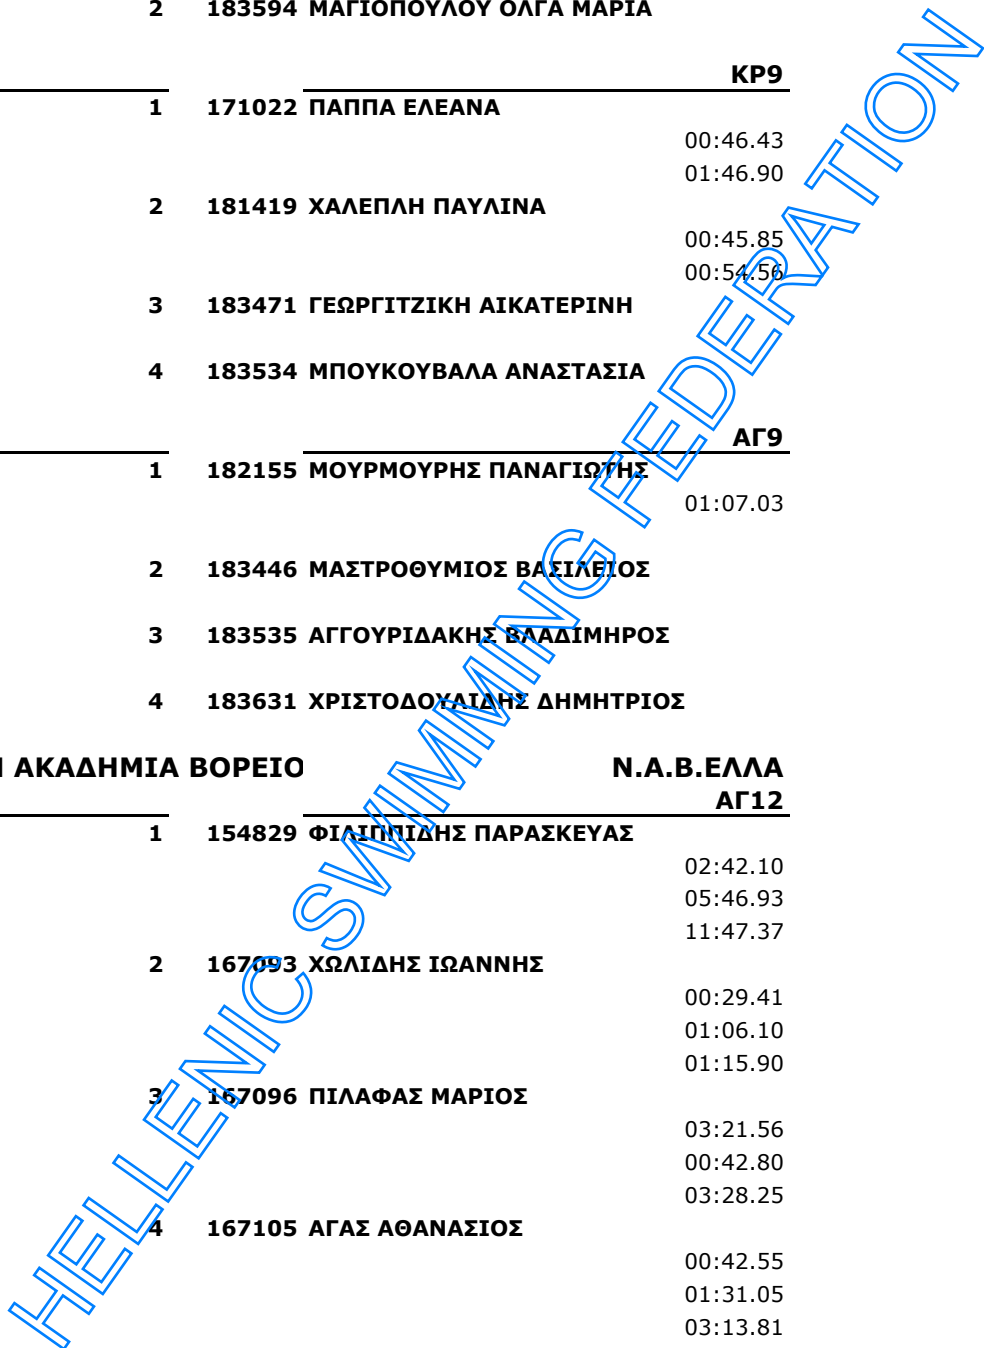 2 183594 ΜΑΓΙΟΠΟΥΛΟΥ ΟΛΓΑ ΜΑΡΙΑ
ΚΡ9
1 171022 ΠΑΠΠΑ ΕΛΕΑΝΑ
00:46.43
01:46.90
2 181419 ΧΑΛΕΠΛΗ ΠΑΥΛΙΝΑ
00:45.85
00:54.56
3 183471 ΓΕΩΡΓΙΤΖΙΚΗ ΑΙΚΑΤΕΡΙΝΗ
4 183534 ΜΠΟΥΚΟΥΒΑΛΑ ΑΝΑΣΤΑΣΙΑ
ΑΓ9
1 182155 ΜΟΥΡΜΟΥΡΗΣ ΠΑΝΑΓΙΩΤΗΣ
01:07.03
2 183446 ΜΑΣΤΡΟΘΥΜΙΟΣ ΒΑΣΙΛΕΙΟΣ
3 183535 ΑΓΓΟΥΡΙΔΑΚΗΣ ΒΛΑΔΙΜΗΡΟΣ
4 183631 ΧΡΙΣΤΟΔΟΥΛΙΔΗΣ ΔΗΜΗΤΡΙΟΣ
ΑΚΑΔΗΜΙΑ ΒΟΡΕΙΟ Ν.Α.Β.ΕΛΛΑ
ΑΓ12
1 154829 ΦΙΛΙΠΠΙΔΗΣ ΠΑΡΑΣΚΕΥΑΣ
02:42.10
05:46.93
11:47.37
2 167093 ΧΩΛΙΔΗΣ ΙΩΑΝΝΗΣ
00:29.41
01:06.10
01:15.90
3 167096 ΠΙΛΑΦΑΣ ΜΑΡΙΟΣ
03:21.56
00:42.80
03:28.25
4 167105 ΑΓΑΣ ΑΘΑΝΑΣΙΟΣ
00:42.55
01:31.05
03:13.81
HELLENIC SWIMMING FEDERATION